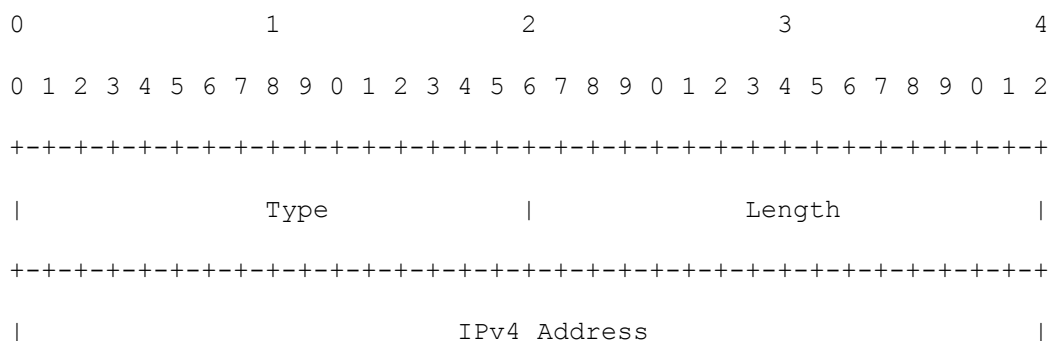 0 1 2 3 4
0 1 2 3 4 5 6 7 8 9 0 1 2 3 4 5 6 7 8 9 0 1 2 3 4 5 6 7 8 9 0 1 2
+-+-+-+-+-+-+-+-+-+-+-+-+-+-+-+-+-+-+-+-+-+-+-+-+-+-+-+-+-+-+-+-+
| Type | Length |
+-+-+-+-+-+-+-+-+-+-+-+-+-+-+-+-+-+-+-+-+-+-+-+-+-+-+-+-+-+-+-+-+
| IPv4 Address |